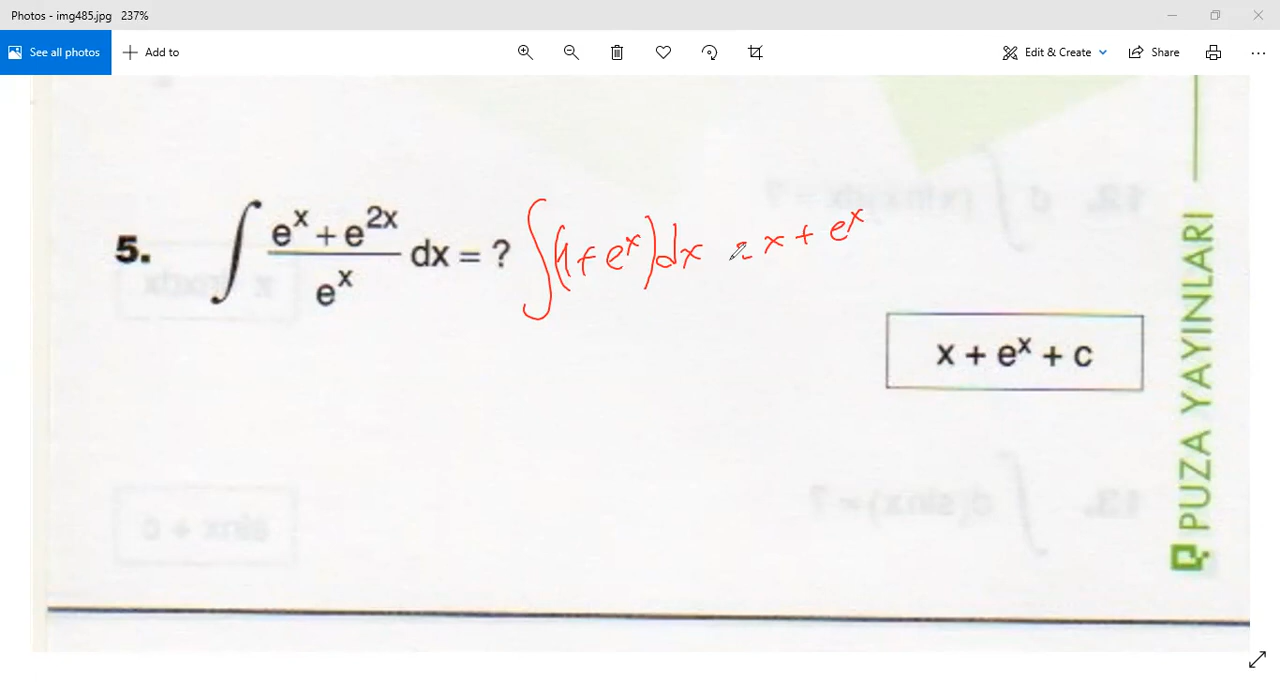 Photos - img485.jpg 237%
See all photos Add to Edit & Create Share
5. ∫ (eˣ + e²ˣ)/eˣ dx = ? ∫(1+eˣ)dx = x + eˣ
x + eˣ + c
PUZA YAYINLARI